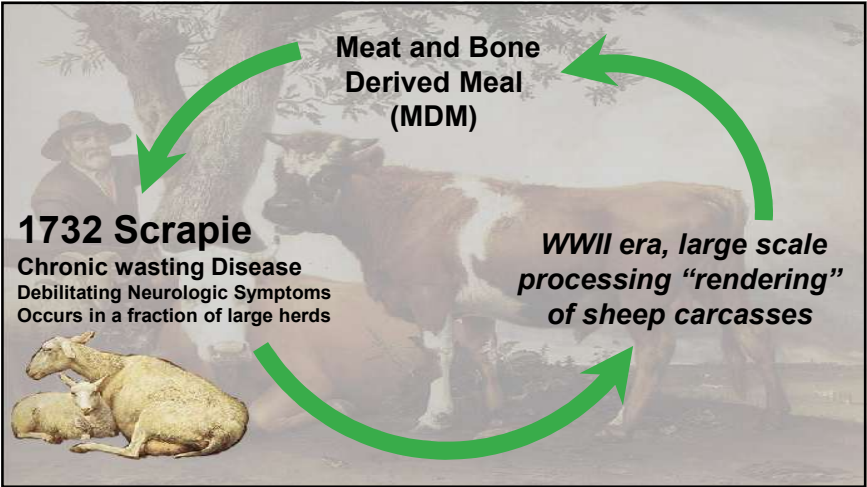 Meat and Bone
Derived Meal
(MDM)
1732 Scrapie
Chronic wasting Disease
Debilitating Neurologic Symptoms
Occurs in a fraction of large herds
WWII era, large scale
processing “rendering”
of sheep carcasses